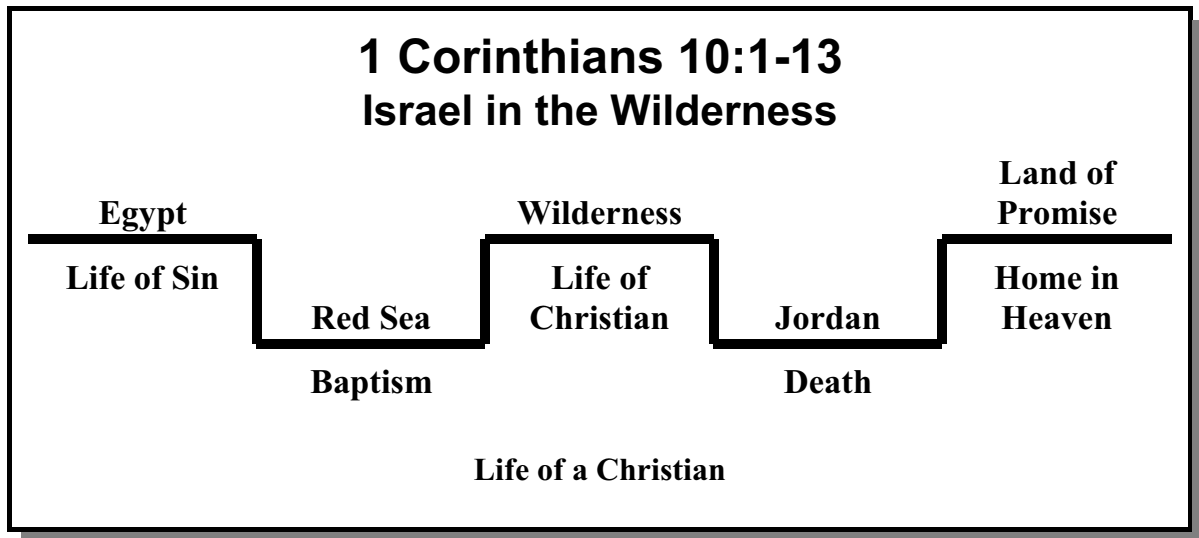 1 Corinthians 10:1-13
Israel in the Wilderness
Egypt
Life of Sin
Red Sea
Baptism
Wilderness
Life of
Christian
Jordan
Death
Land of
Promise
Home in
Heaven
Life of a Christian